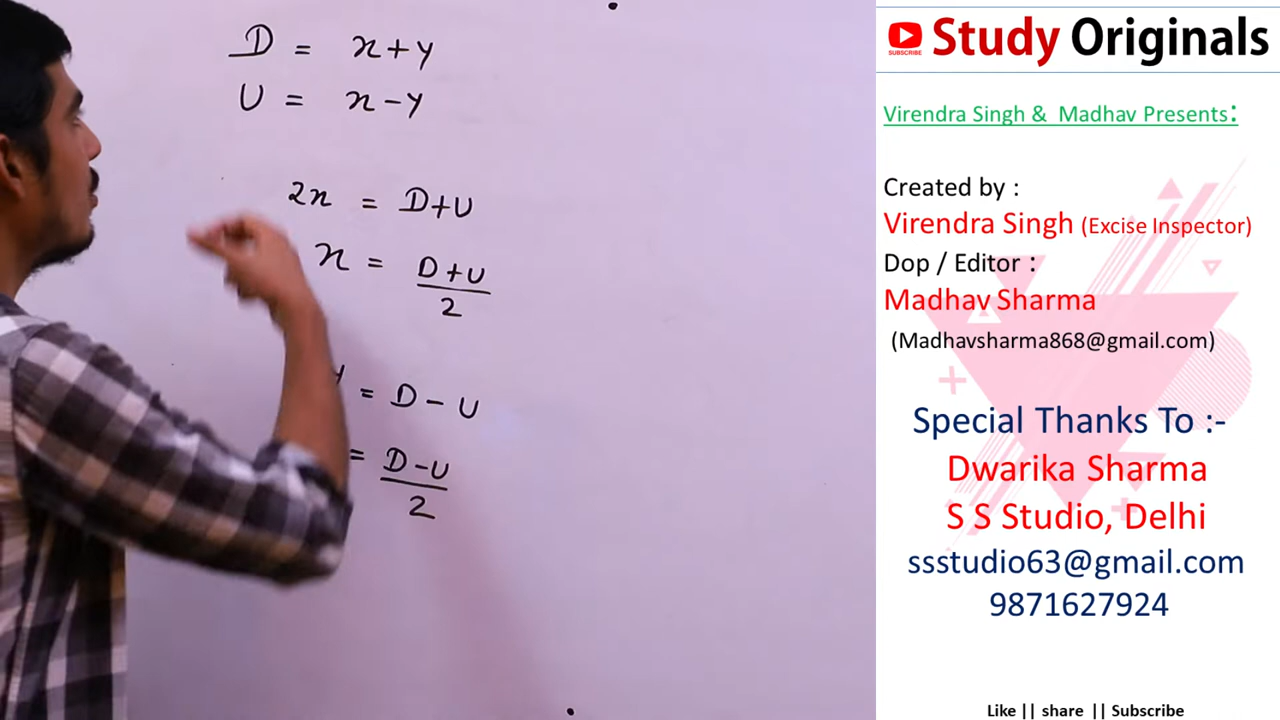 D = x+y
U = x-y
2x = D+U
x = D+U
2
y = D-U
= D-U
2
SUBSCRIBE
Study Originals
Virendra Singh & Madhav Presents:
Created by :
Virendra Singh (Excise Inspector)
Dop / Editor :
Madhav Sharma
(Madhavsharma868@gmail.com)
Special Thanks To :-
Dwarika Sharma
S S Studio, Delhi
ssstudio63@gmail.com
9871627924
Like || share || Subscribe